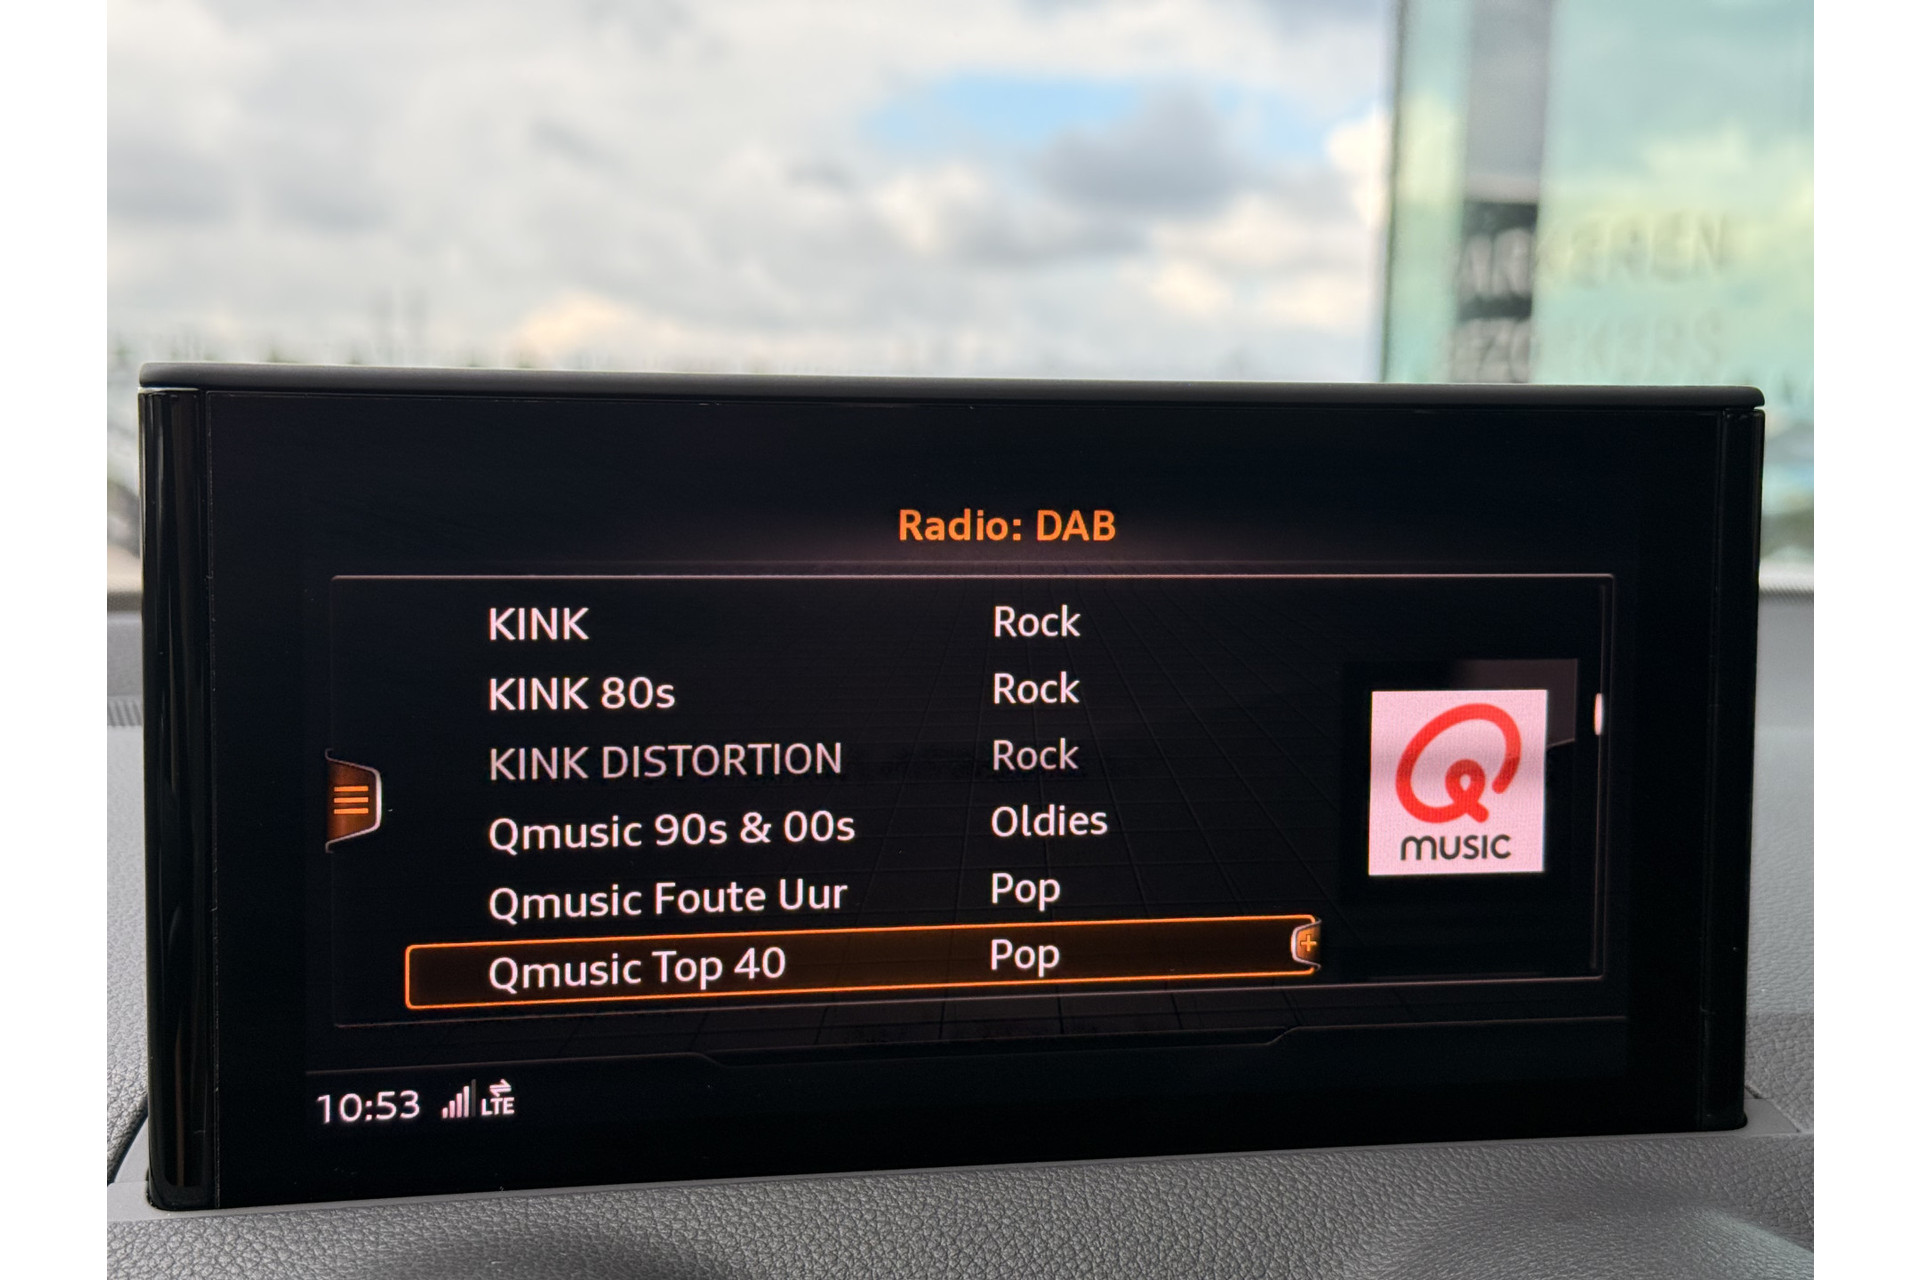 ARKEREN
Radio: DAB
KINK Rock
KINK 80s Rock
KINK DISTORTION Rock
Qmusic 90s & 00s Oldies
Qmusic Foute Uur Pop
Qmusic Top 40 Pop
Q
MUSIC
10:53 LTE